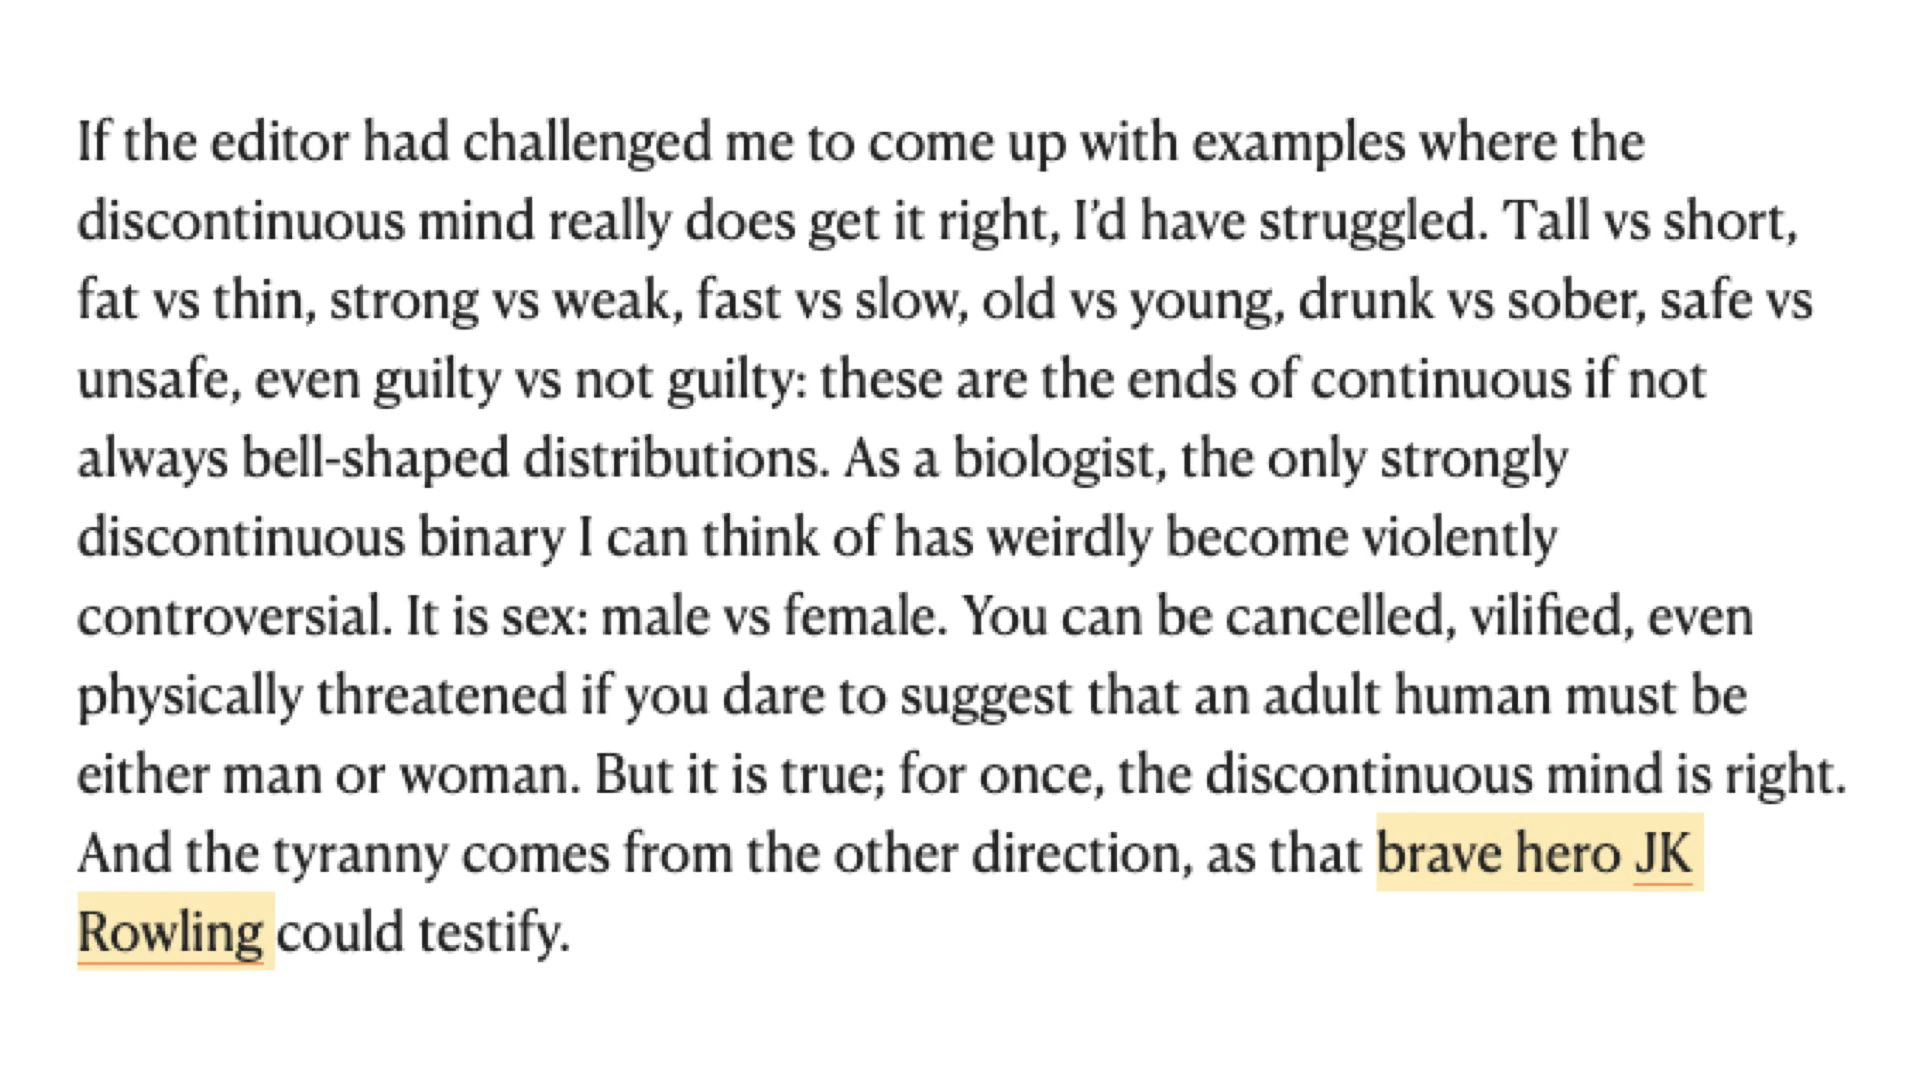 If the editor had challenged me to come up with examples where the
discontinuous mind really does get it right, I’d have struggled. Tall vs short,
fat vs thin, strong vs weak, fast vs slow, old vs young, drunk vs sober, safe vs
unsafe, even guilty vs not guilty: these are the ends of continuous if not
always bell-shaped distributions. As a biologist, the only strongly
discontinuous binary I can think of has weirdly become violently
controversial. It is sex: male vs female. You can be cancelled, vilified, even
physically threatened if you dare to suggest that an adult human must be
either man or woman. But it is true; for once, the discontinuous mind is right.
And the tyranny comes from the other direction, as that brave hero JK
Rowling could testify.